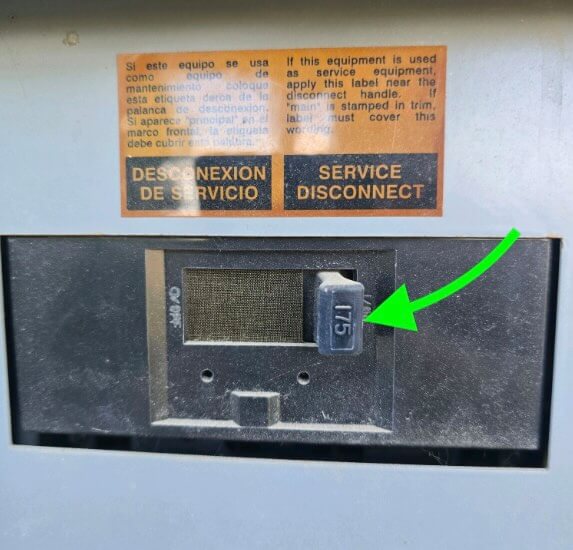 Si este equipo se usa
como equipo de
mantenimiento coloque
esta etiqueta derca de lo
palanca de desconexion.
Si aparece "principal" en el
marco frontal, la etiqueta
debe cubrir esta palabra."
If this equipment is used
as service equipment,
apply this label near the
disconnect handle. If
"main" is stamped in trim,
label must cover this
wording.
DESCONEXION
DE SERVICIO
SERVICE
DISCONNECT
175